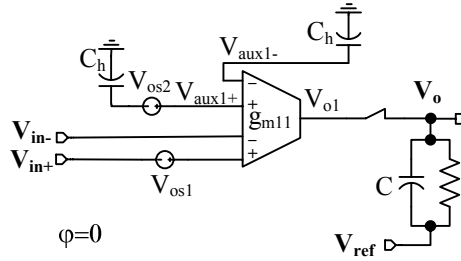 C_h
C_h
V_aux1-
V_os2
V_aux1+
-
+
g_m11
-
+
V_o1
V_o
V_in-
V_in+
V_os1
C
V_ref
φ=0